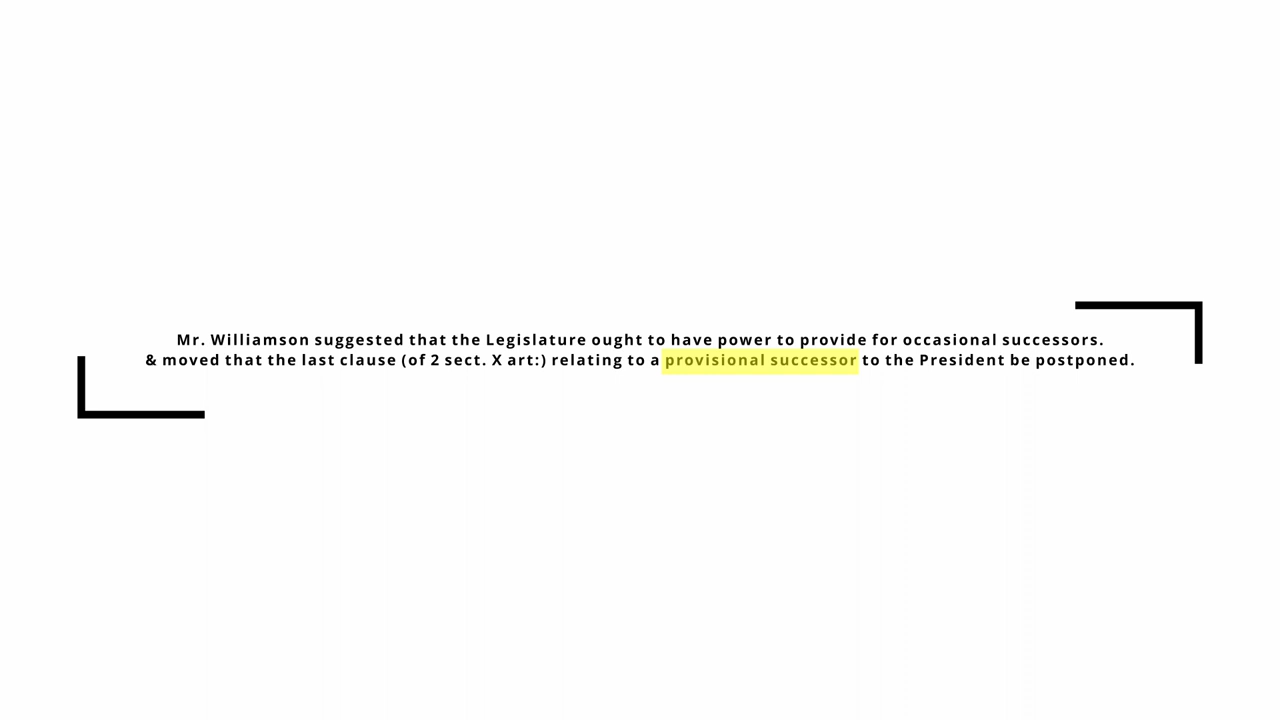 Mr. Williamson suggested that the Legislature ought to have power to provide for occasional successors.
& moved that the last clause (of 2 sect. X art:) relating to a provisional successor to the President be postponed.